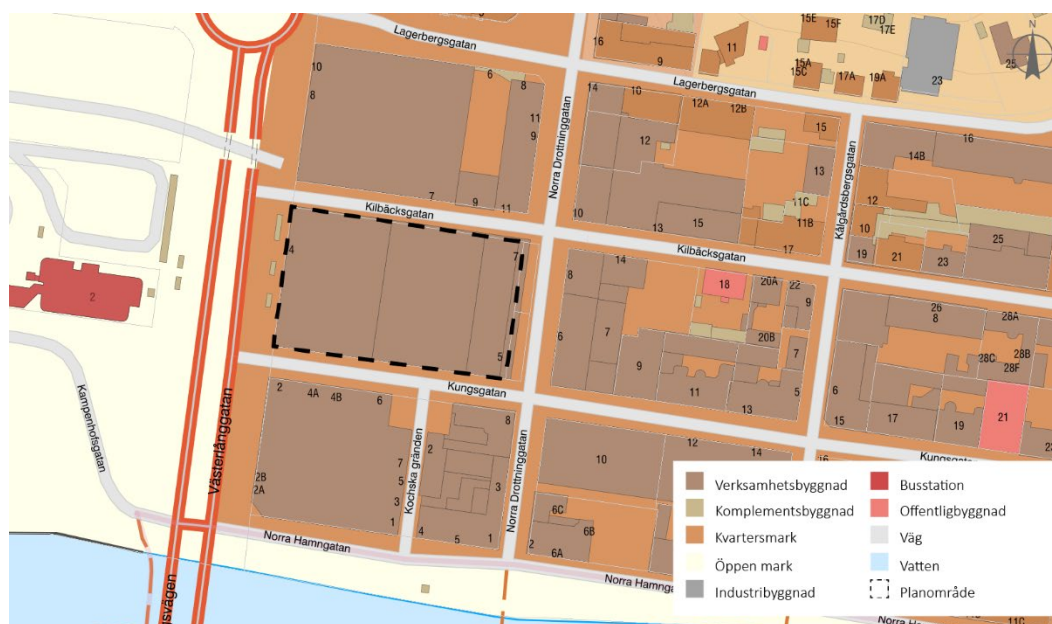 15E
15F
17D
17E
N
16
11
25
Lagerbergsgatan
9
15A
15C
17A
19A
23
10
6
8
Lagerbergsgatan
8
14
10
12A
12B
11
9
12
15
16
14B
Norra Drottninggatan
13
Kålgårdsbergsgatan
12
11C
7
9
11
10
13
15
11B
17
10
19
21
23
25
Kilbäcksgatan
Kilbäcksgatan
4
7
8
14
18
20A
22
9
26
8
28A
2
6
7
20B
7
28C
28B
28F
5
9
11
13
5
6
15
17
19
21
Kungsgatan
Kungsgatan
Kampenhofsgatan
Västerlånggatan
2
4A
4B
6
8
2
12
14
10
2B
2A
7
5
3
1
Kochska gränden
3
4
5
1
Norra Drottninggatan
6C
6B
2
6A
Norra Hamngatan
Norra Hamng
Verksamhetsbyggnad
Komplementsbyggnad
Kvartersmark
Öppen mark
Industribyggnad
Busstation
Offentligbyggnad
Väg
Vatten
Planområde